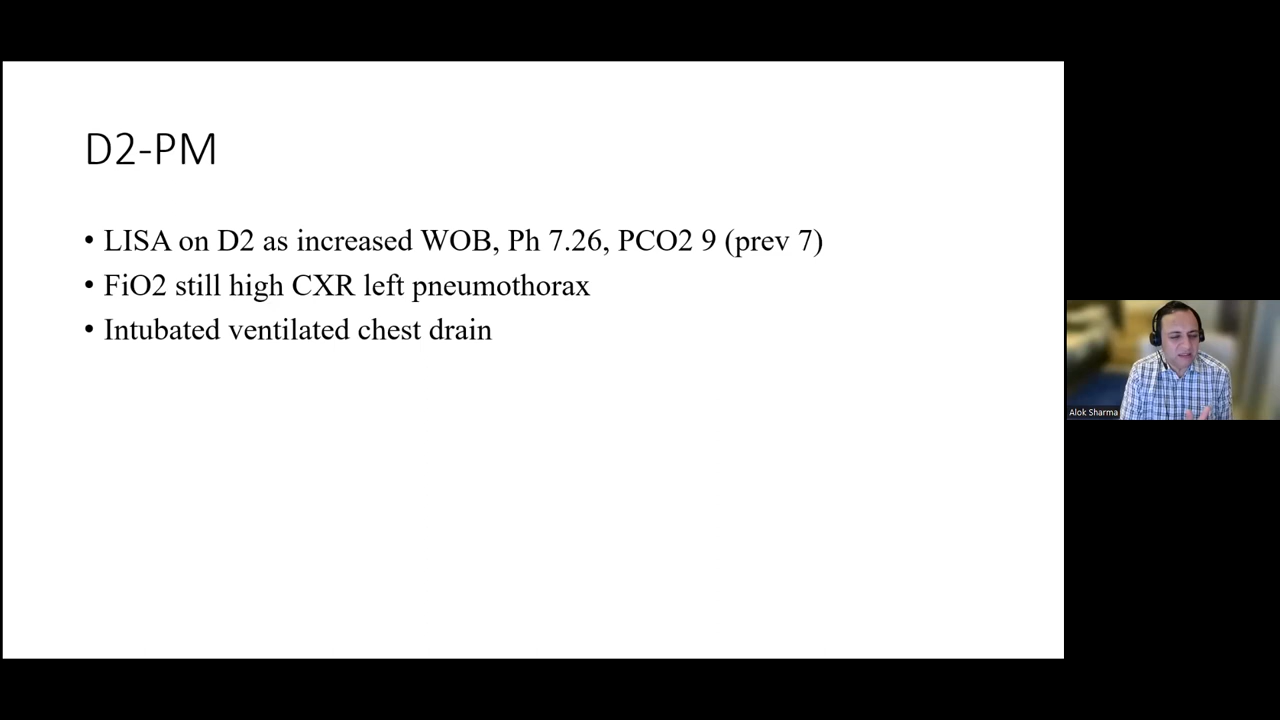 D2-PM
• LISA on D2 as increased WOB, Ph 7.26, PCO2 9 (prev 7)
• FiO2 still high CXR left pneumothorax
• Intubated ventilated chest drain
Alok Sharma